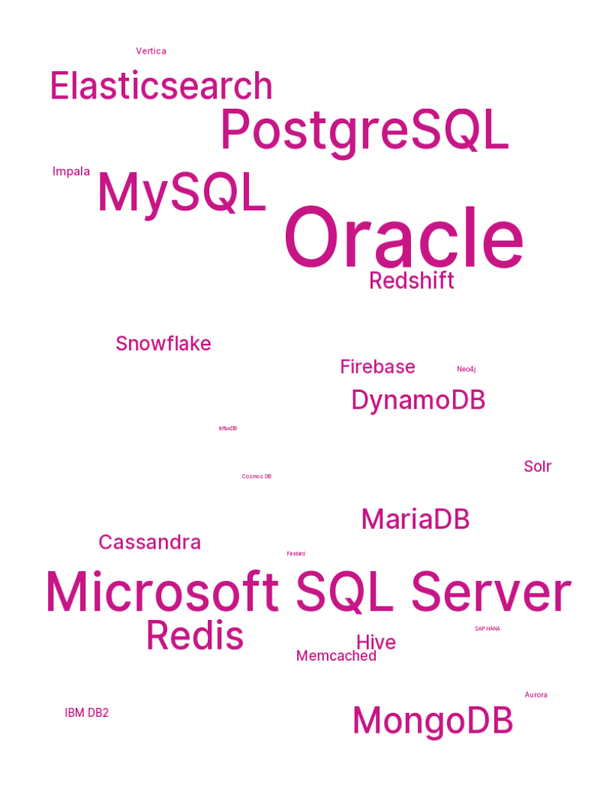 Vertica
Elasticsearch
PostgreSQL
Impala
MySQL
Oracle
Redshift
Snowflake
Firebase
Neo4j
DynamoDB
InfluxDB
Solr
Cosmos DB
MariaDB
Cassandra
Firebird
Microsoft SQL Server
SAP HANA
Redis
Hive
Memcached
Aurora
IBM DB2
MongoDB